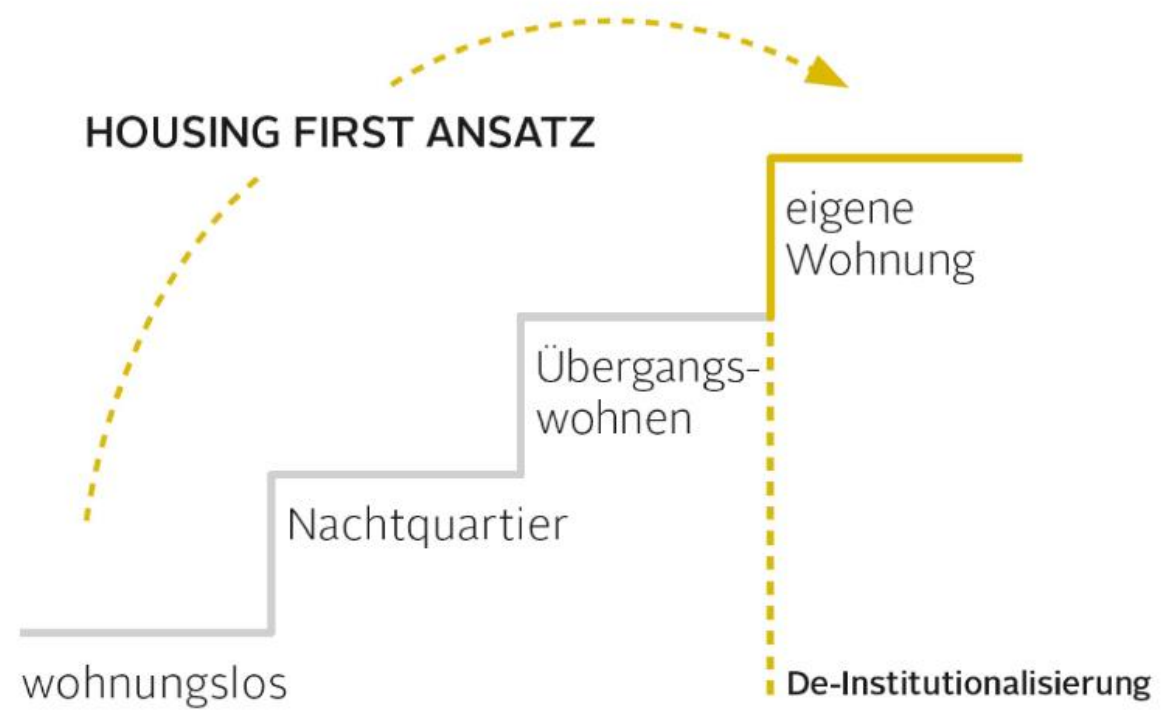 HOUSING FIRST ANSATZ
eigene
Wohnung
Übergangs-
wohnen
Nachtquartier
wohnungslos
De-Institutionalisierung